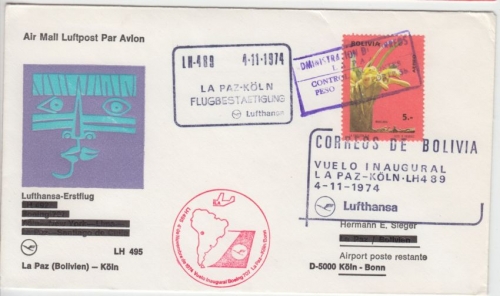 Air Mail Luftpost Par Avion
LH-489 4-11-1974
LA PAZ-KÖLN
FLUGBESTÄTIGUNG
Lufthansa
BOLIVIA
5.-
CORREOS DE BOLIVIA
VUELO INAUGURAL
LA PAZ-KÖLN-LH489
4-11-1974
Lufthansa
Lufthansa-Erstflug
LH 495
La Paz (Bolivien) – Köln
Hermann E. Sieger
Airport poste restante
D-5000 Köln - Bonn